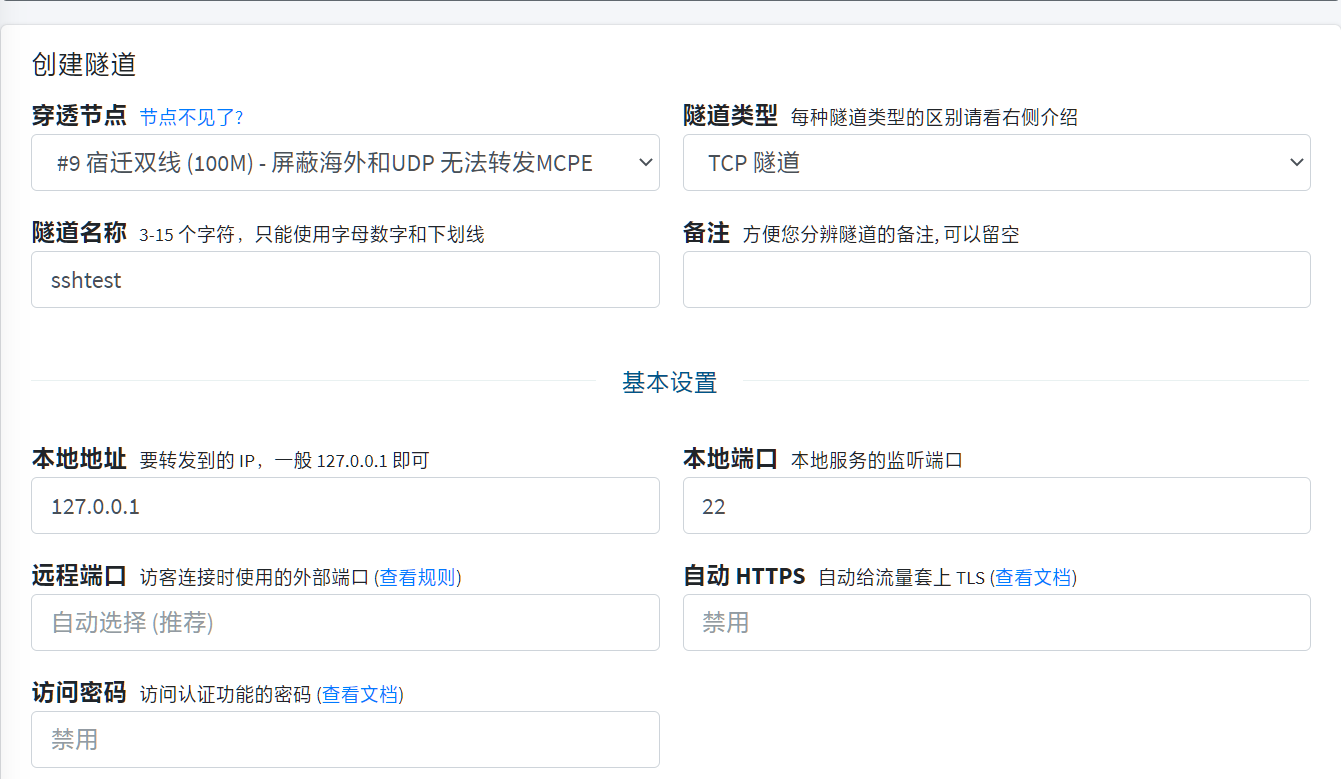 创建隧道
穿透节点 节点不见了?
隧道类型 每种隧道类型的区别请看右侧介绍
#9 宿迁双线 (100M) - 屏蔽海外和UDP 无法转发MCPE
TCP 隧道
隧道名称 3-15 个字符，只能使用字母数字和下划线
备注 方便您分辨隧道的备注, 可以留空
sshtest
基本设置
本地地址 要转发到的 IP，一般 127.0.0.1 即可
本地端口 本地服务的监听端口
127.0.0.1
22
远程端口 访客连接时使用的外部端口 (查看规则)
自动 HTTPS 自动给流量套上 TLS (查看文档)
自动选择 (推荐)
禁用
访问密码 访问认证功能的密码 (查看文档)
禁用